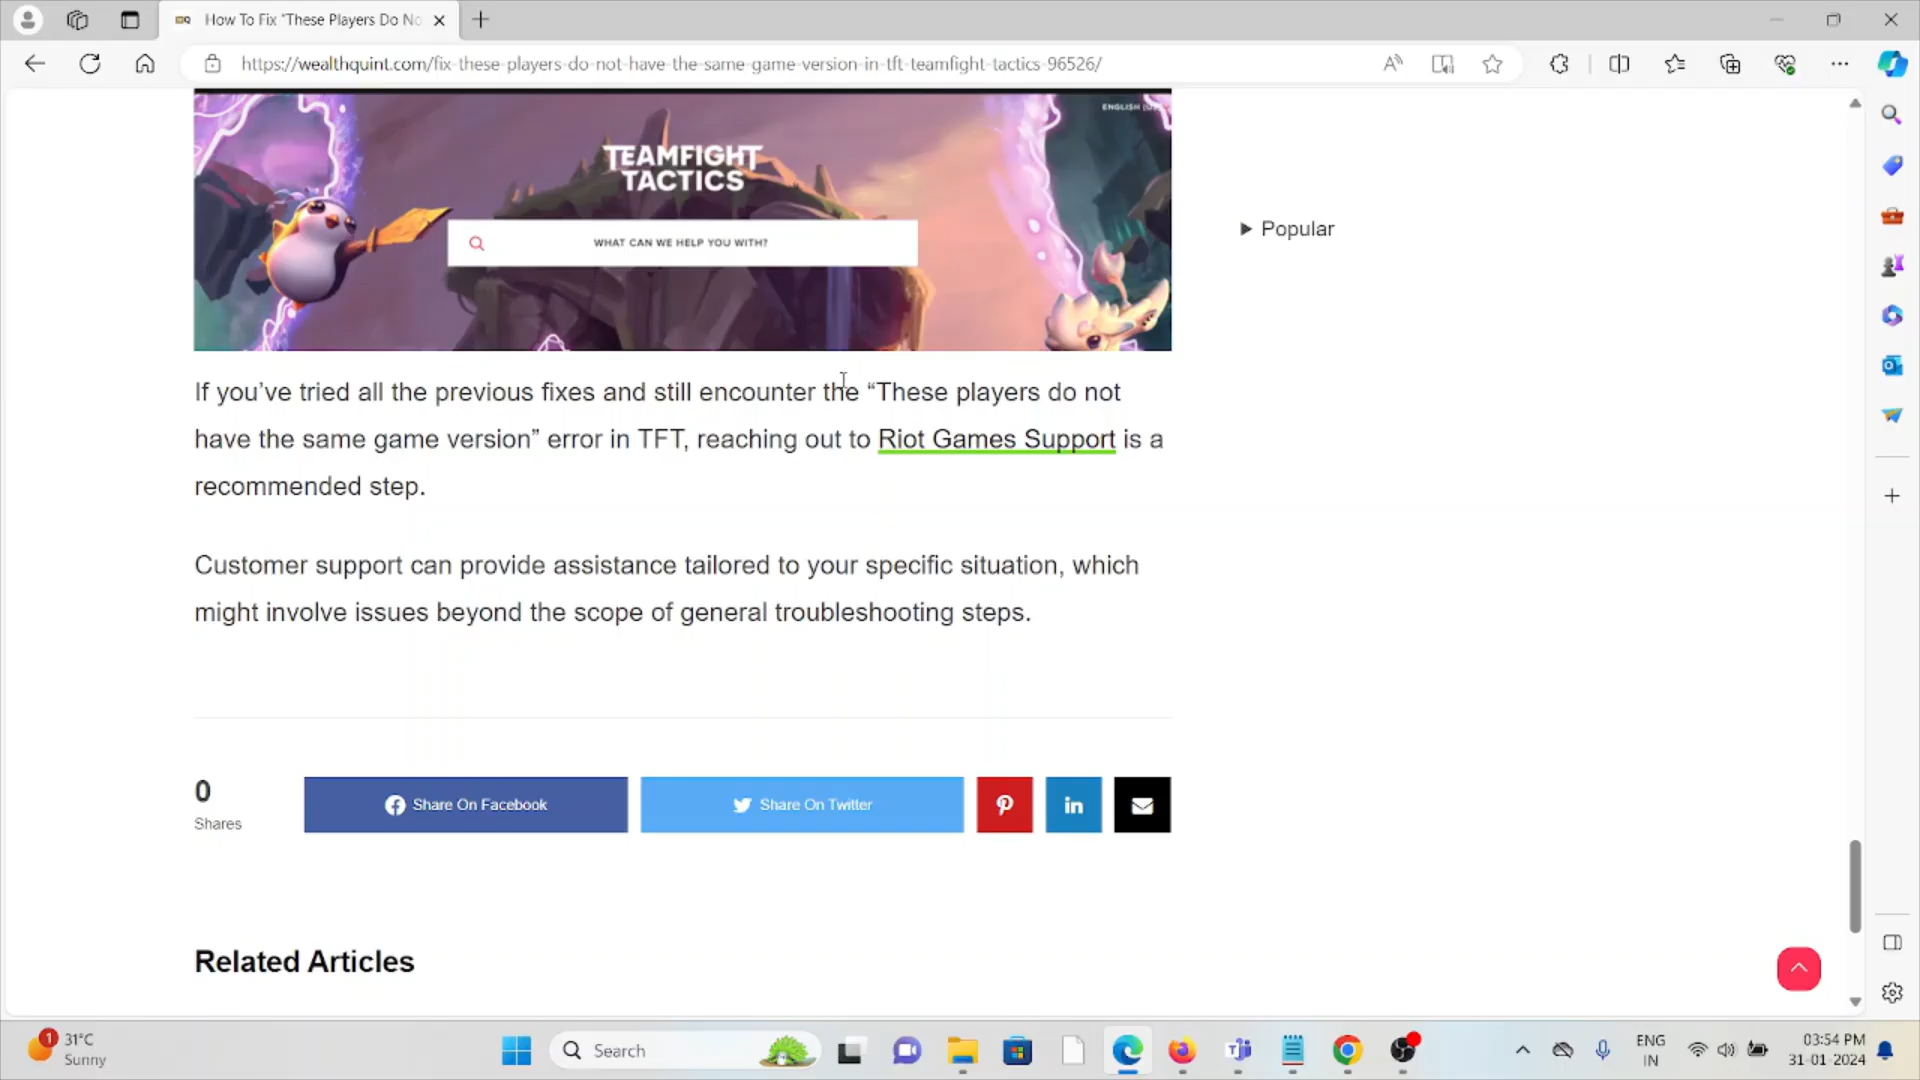 How To Fix "These Players Do No
https://wealthquint.com/fix-these-players-do-not-have-the-same-game-version-in-tft-teamfight-tactics-96526/
TEAMFIGHT
TACTICS
WHAT CAN WE HELP YOU WITH?
Popular
If you’ve tried all the previous fixes and still encounter the “These players do not
have the same game version” error in TFT, reaching out to Riot Games Support is a
recommended step.
Customer support can provide assistance tailored to your specific situation, which
might involve issues beyond the scope of general troubleshooting steps.
0
Shares
Share On Facebook
Share On Twitter
Related Articles
1
31°C
Sunny
Search
ENG
IN
03:54 PM
31-01-2024